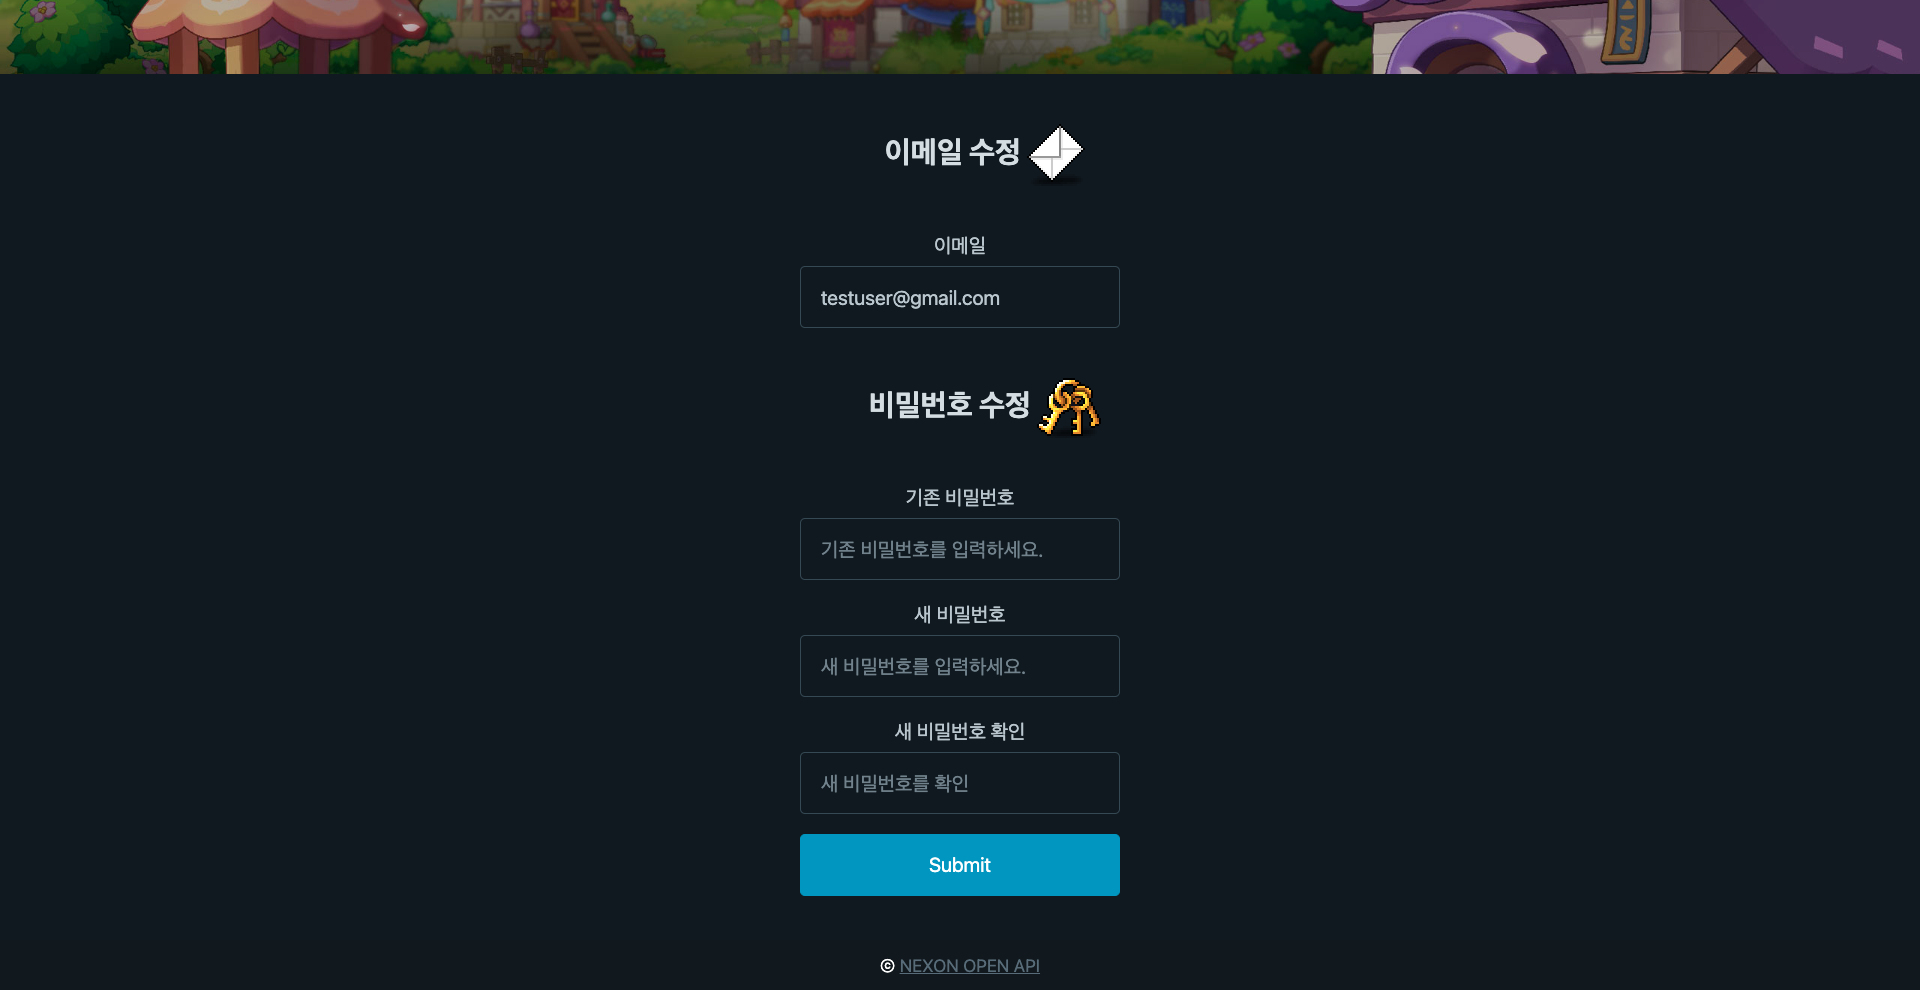 이메일 수정
이메일
testuser@gmail.com
비밀번호 수정
기존 비밀번호
기존 비밀번호를 입력하세요.
새 비밀번호
새 비밀번호를 입력하세요.
새 비밀번호 확인
새 비밀번호를 확인
Submit
© NEXON OPEN API